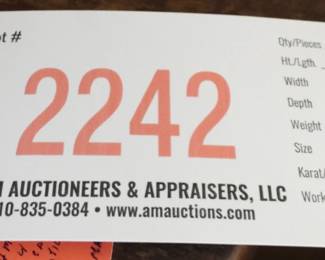 ot #
2242
AUCTIONEERS & APPRAISERS, LLC
10-835-0384 • www.amauctions.com
Qty/Pieces
Ht./Lgth.
Width
Depth
Weight
Size
Karat/
Work